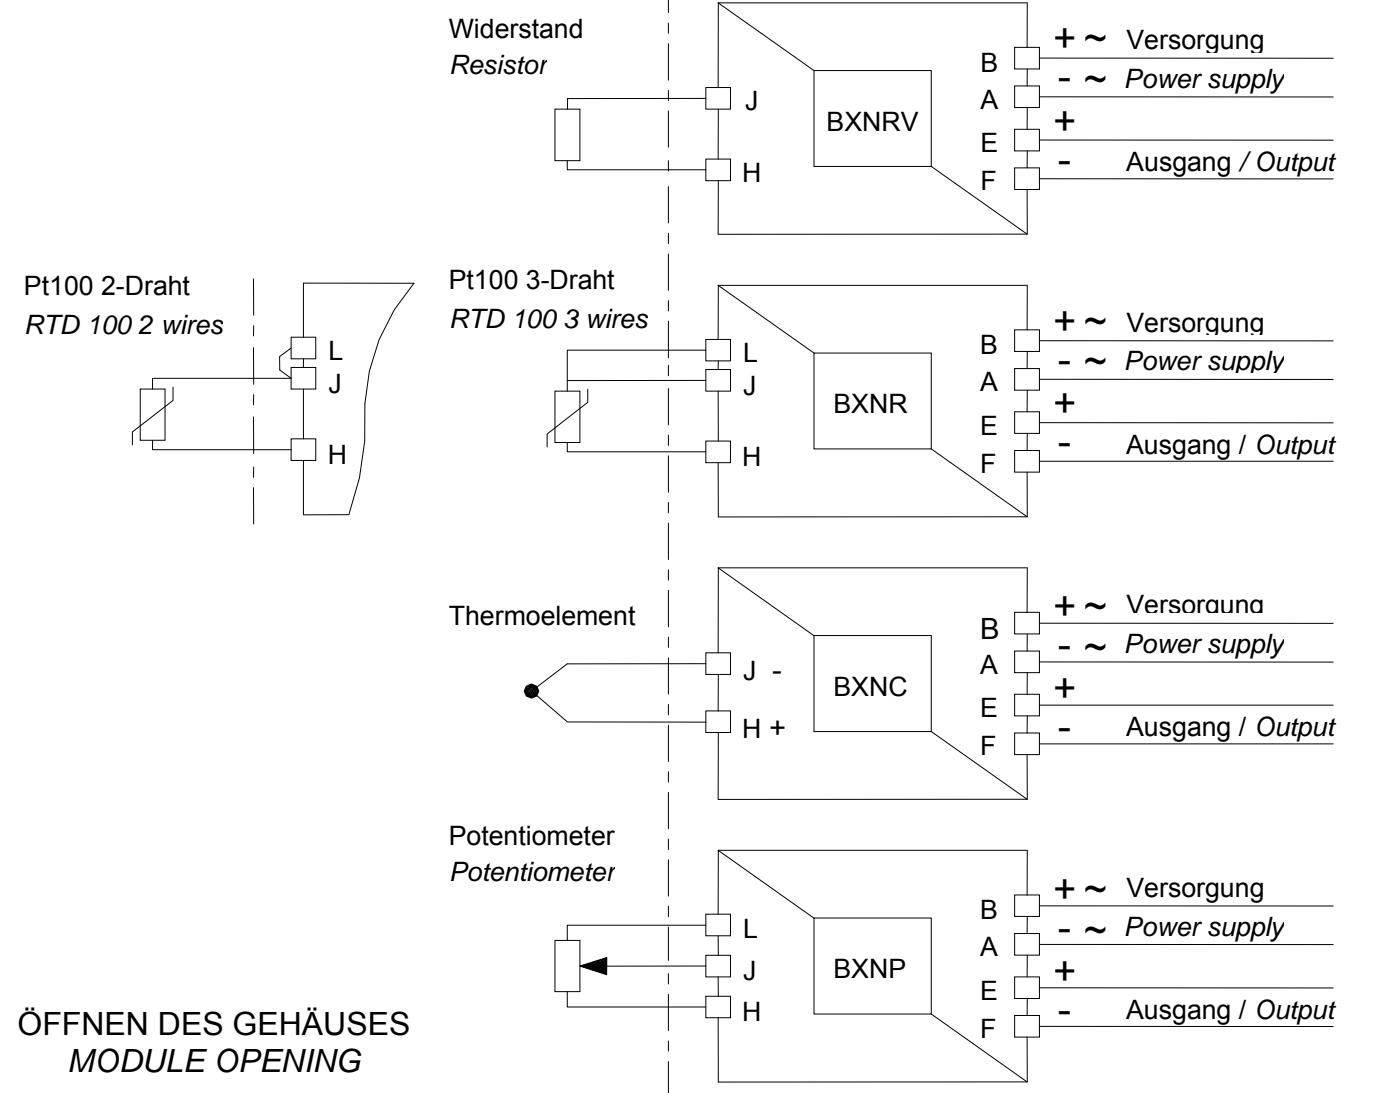 Widerstand
Resistor
J
H
BXNRV
B
A
E
F
+ ~ Versorgung
- ~ Power supply
+
- Ausgang / Output
Pt100 2-Draht
RTD 100 2 wires
L
J
H
Pt100 3-Draht
RTD 100 3 wires
L
J
H
BXNR
B
A
E
F
+ ~ Versorgung
- ~ Power supply
+
- Ausgang / Output
Thermoelement
J -
H +
BXNC
B
A
E
F
+ ~ Versorgung
- ~ Power supply
+
- Ausgang / Output
Potentiometer
Potentiometer
L
J
H
BXNP
B
A
E
F
+ ~ Versorgung
- ~ Power supply
+
- Ausgang / Output
ÖFFNEN DES GEHÄUSES
MODULE OPENING